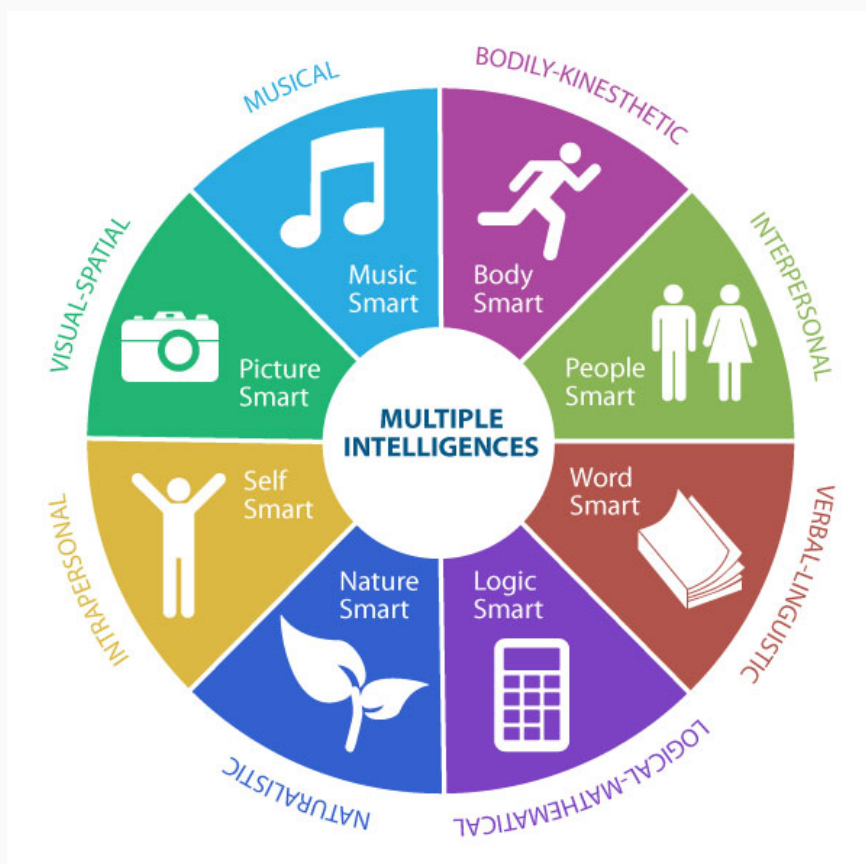 MUSICAL
BODILY-KINESTHETIC
INTERPERSONAL
VERBAL-LINGUISTIC
LOGICAL-MATHEMATICAL
NATURALISTIC
INTRAPERSONAL
VISUAL-SPATIAL
Music
Smart
Body
Smart
People
Smart
Word
Smart
Logic
Smart
Nature
Smart
Self
Smart
Picture
Smart
MULTIPLE
INTELLIGENCES